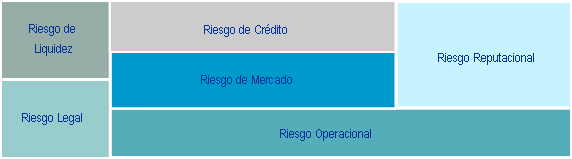 Riesgo de
Liquidez
Riesgo de Crédito
Riesgo Reputacional
Riesgo de Mercado
Riesgo Legal
Riesgo Operacional